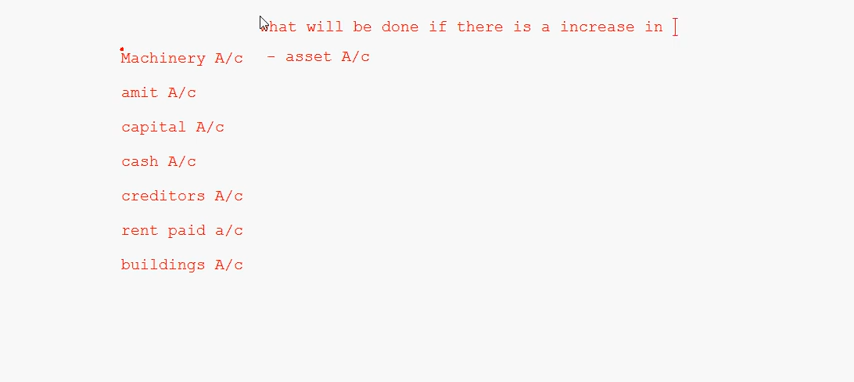 what will be done if there is a increase in
Machinery A/c - asset A/c
amit A/c
capital A/c
cash A/c
creditors A/c
rent paid a/c
buildings A/c